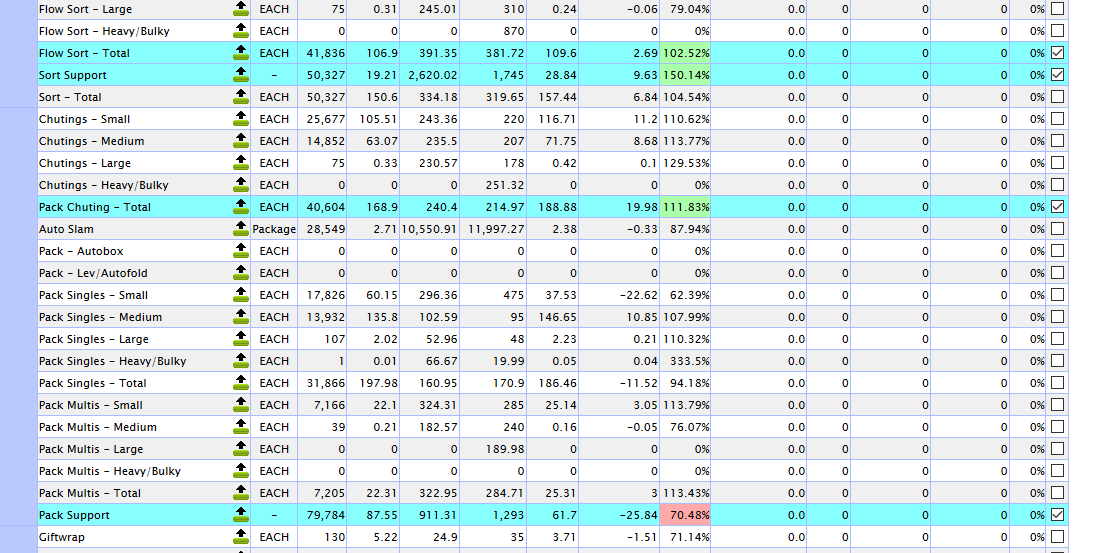 Flow Sort - Large EACH 75 0.31 245.01 310 0.24 -0.06 79.04% 0.0 0 0 0 0%
Flow Sort - Heavy/Bulky EACH 0 0 0 870 0 0 0% 0.0 0 0 0 0%
Flow Sort - Total EACH 41,836 106.9 391.35 381.72 109.6 2.69 102.52% 0.0 0 0 0 0%
Sort Support - 50,327 19.21 2,620.02 1,745 28.84 9.63 150.14% 0.0 0 0 0 0%
Sort - Total EACH 50,327 150.6 334.18 319.65 157.44 6.84 104.54% 0.0 0 0 0 0%
Chutings - Small EACH 25,677 105.51 243.36 220 116.71 11.2 110.62% 0.0 0 0 0 0%
Chutings - Medium EACH 14,852 63.07 235.5 207 71.75 8.68 113.77% 0.0 0 0 0 0%
Chutings - Large EACH 75 0.33 230.57 178 0.42 0.1 129.53% 0.0 0 0 0 0%
Chutings - Heavy/Bulky EACH 0 0 0 251.32 0 0 0% 0.0 0 0 0 0%
Pack Chuting - Total EACH 40,604 168.9 240.4 214.97 188.88 19.98 111.83% 0.0 0 0 0 0%
Auto Slam Package 28,549 2.71 10,550.91 11,997.27 2.38 -0.33 87.94% 0.0 0 0 0 0%
Pack - Autobox EACH 0 0 0 0 0 0 0% 0.0 0 0 0 0%
Pack - Lev/Autofold EACH 0 0 0 0 0 0 0% 0.0 0 0 0 0%
Pack Singles - Small EACH 17,826 60.15 296.36 475 37.53 -22.62 62.39% 0.0 0 0 0 0%
Pack Singles - Medium EACH 13,932 135.8 102.59 95 146.65 10.85 107.99% 0.0 0 0 0 0%
Pack Singles - Large EACH 107 2.02 52.96 48 2.23 0.21 110.32% 0.0 0 0 0 0%
Pack Singles - Heavy/Bulky EACH 1 0.01 66.67 19.99 0.05 0.04 333.5% 0.0 0 0 0 0%
Pack Singles - Total EACH 31,866 197.98 160.95 170.9 186.46 -11.52 94.18% 0.0 0 0 0 0%
Pack Multis - Small EACH 7,166 22.1 324.31 285 25.14 3.05 113.79% 0.0 0 0 0 0%
Pack Multis - Medium EACH 39 0.21 182.57 240 0.16 -0.05 76.07% 0.0 0 0 0 0%
Pack Multis - Large EACH 0 0 0 189.98 0 0 0% 0.0 0 0 0 0%
Pack Multis - Heavy/Bulky EACH 0 0 0 0 0 0 0% 0.0 0 0 0 0%
Pack Multis - Total EACH 7,205 22.31 322.95 284.71 25.31 3 113.43% 0.0 0 0 0 0%
Pack Support - 79,784 87.55 911.31 1,293 61.7 -25.84 70.48% 0.0 0 0 0 0%
Giftwrap EACH 130 5.22 24.9 35 3.71 -1.51 71.14% 0.0 0 0 0 0%